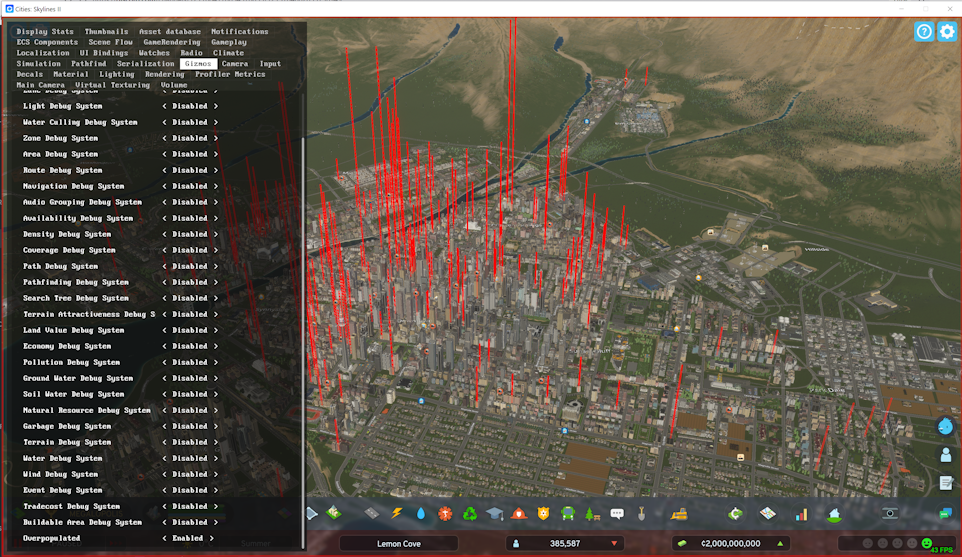 Cities: Skylines II
Display Stats Thumbnails Asset database Notifications
ECS Components Scene Flow GameRendering Gameplay
Localization UI Bindings Watches Radio Climate
Simulation Pathfind Serialization Gizmos Camera Input
Decals Material Lighting Rendering Profiler Metrics
Main Camera Virtual Texturing Volume
Lane Debug System < Disabled >
Light Debug System < Disabled >
Water Culling Debug System < Disabled >
Zone Debug System < Disabled >
Area Debug System < Disabled >
Route Debug System < Disabled >
Navigation Debug System < Disabled >
Audio Grouping Debug System < Disabled >
Availability Debug System < Disabled >
Density Debug System < Disabled >
Coverage Debug System < Disabled >
Path Debug System < Disabled >
Pathfinding Debug System < Disabled >
Search Tree Debug System < Disabled >
Terrain Attractiveness Debug S < Disabled >
Land Value Debug System < Disabled >
Economy Debug System < Disabled >
Pollution Debug System < Disabled >
Ground Water Debug System < Disabled >
Soil Water Debug System < Disabled >
Natural Resource Debug System < Disabled >
Garbage Debug System < Disabled >
Terrain Debug System < Disabled >
Water Debug System < Disabled >
Wind Debug System < Disabled >
Event Debug System < Disabled >
Tradecost Debug System < Disabled >
Buildable Area Debug System < Disabled >
Overpopulated < Enabled >
Summer
Lemon Cove
385,587
¢2,000,000,000
43 FPS